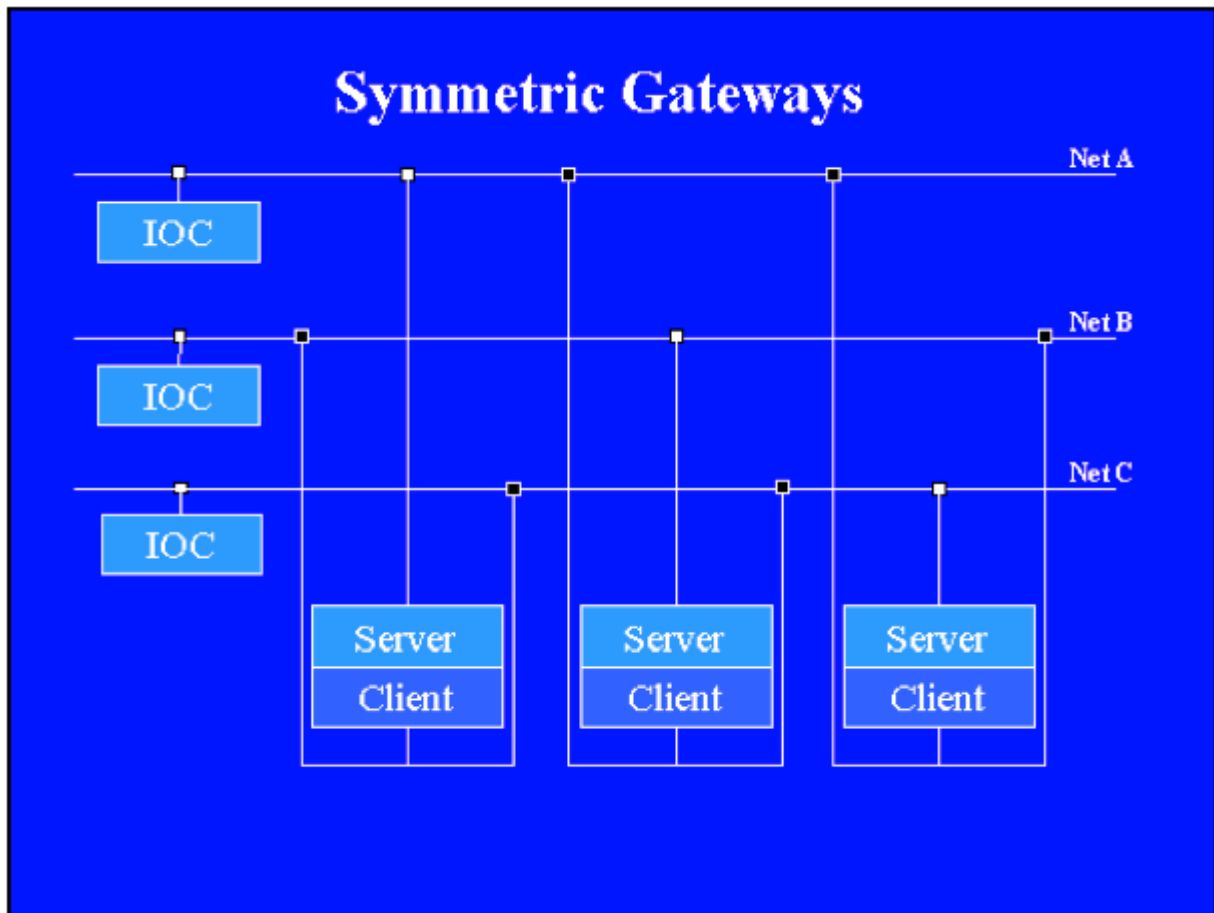 Symmetric Gateways
Net A
IOC
Net B
IOC
Net C
IOC
Server
Client
Server
Client
Server
Client